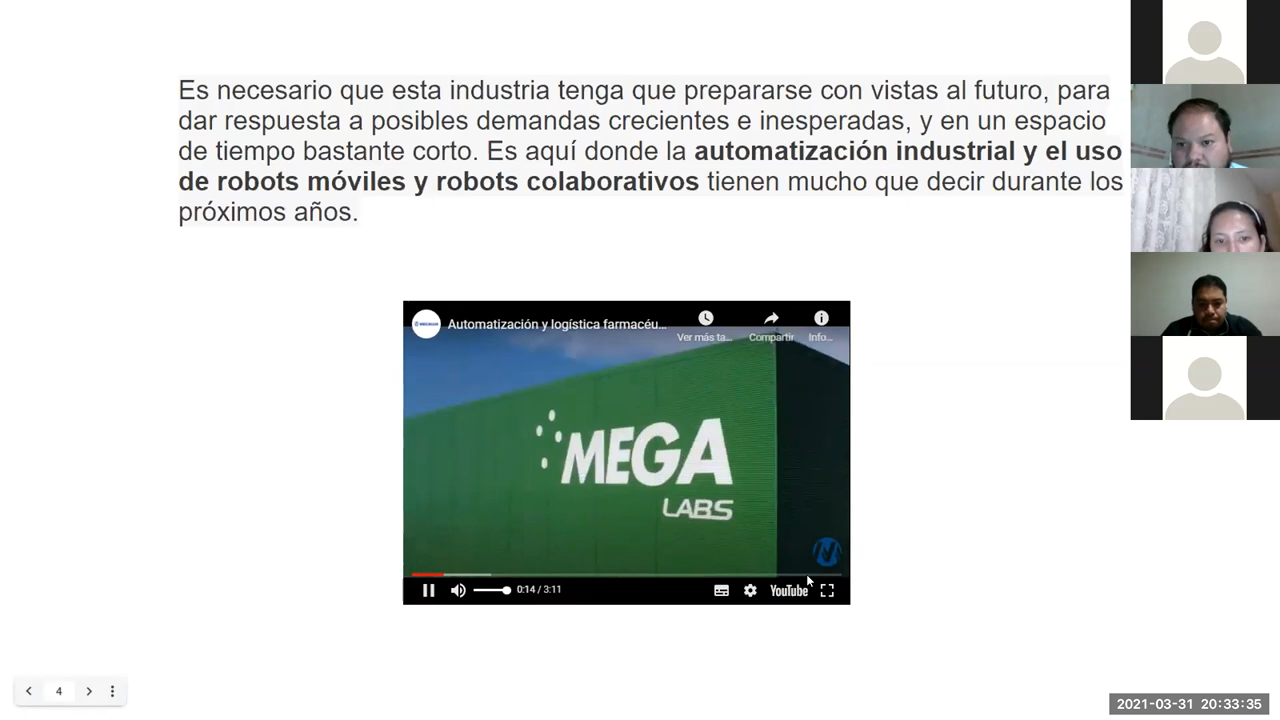 Es necesario que esta industria tenga que prepararse con vistas al futuro, para
dar respuesta a posibles demandas crecientes e inesperadas, y en un espacio
de tiempo bastante corto. Es aquí donde la automatización industrial y el uso
de robots móviles y robots colaborativos tienen mucho que decir durante los
próximos años.
Automatización y logística farmacéu...
Ver más ta...
Compartir
Info...
MEGA
LABS
0:14 / 3:11
YouTube
4
2021-03-31 20:33:35